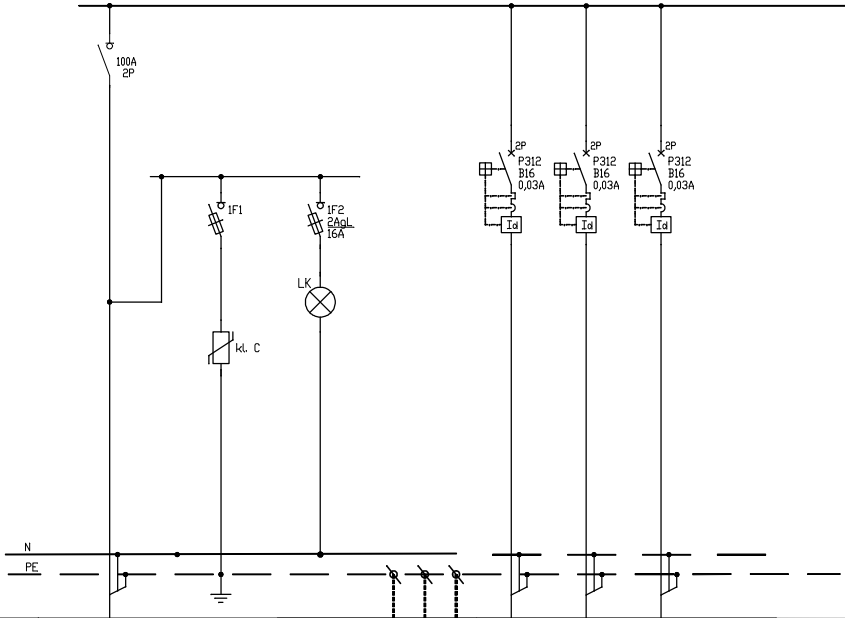 100A
2P
1F1
1F2
2AgL
16A
LK
kl. C
2P
P312
B16
0,03A
Id
2P
P312
B16
0,03A
Id
2P
P312
B16
0,03A
Id
N
PE